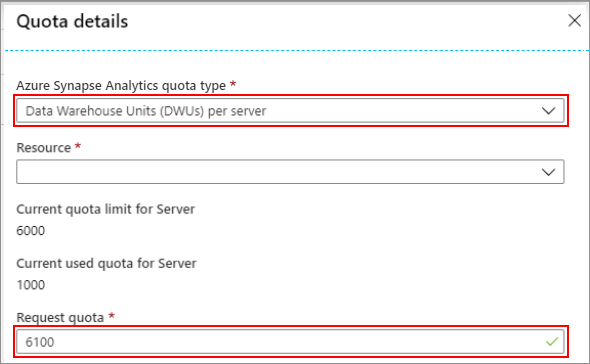 Quota details
Azure Synapse Analytics quota type *
Data Warehouse Units (DWUs) per server
Resource *
Current quota limit for Server
6000
Current used quota for Server
1000
Request quota *
6100